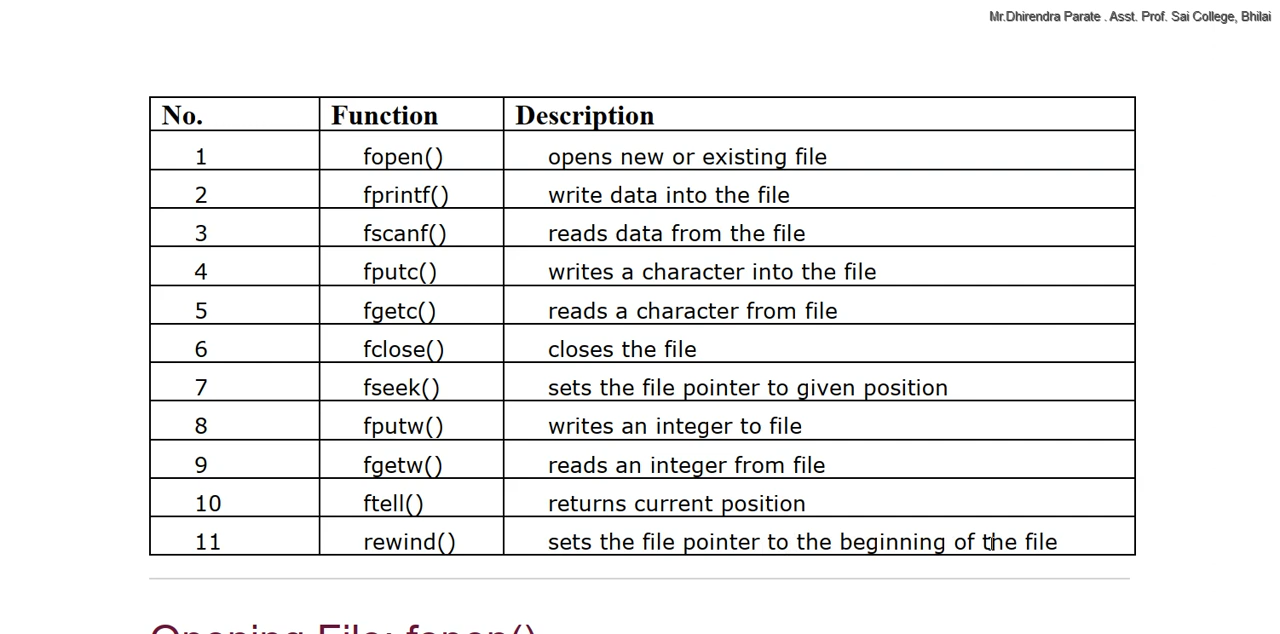 Mr.Dhirendra Parate . Asst. Prof. Sai College, Bhilai
No. Function Description
1 fopen() opens new or existing file
2 fprintf() write data into the file
3 fscanf() reads data from the file
4 fputc() writes a character into the file
5 fgetc() reads a character from file
6 fclose() closes the file
7 fseek() sets the file pointer to given position
8 fputw() writes an integer to file
9 fgetw() reads an integer from file
10 ftell() returns current position
11 rewind() sets the file pointer to the beginning of the file
Opening File: fopen()